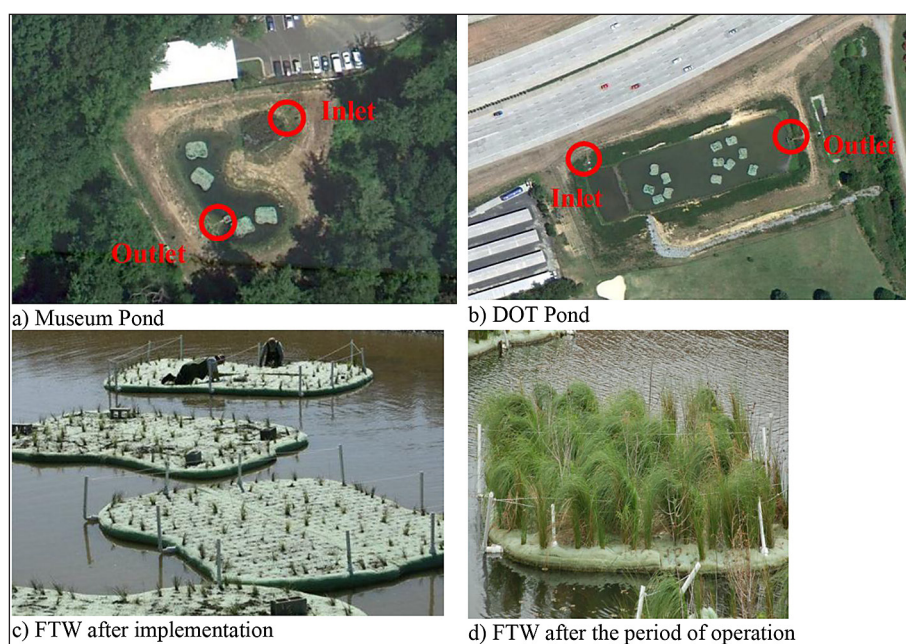 Inlet
Outlet
a) Museum Pond
Inlet
Outlet
b) DOT Pond
c) FTW after implementation
d) FTW after the period of operation